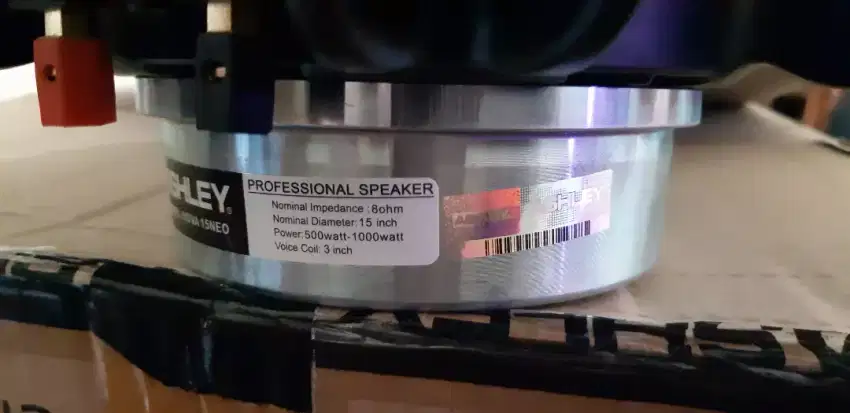 SHLEY
15NEO
PROFESSIONAL SPEAKER
Nominal Impedance : 8ohm
Nominal Diameter: 15 inch
Power: 500watt-1000watt
Voice Coil: 3 inch
SHLEY